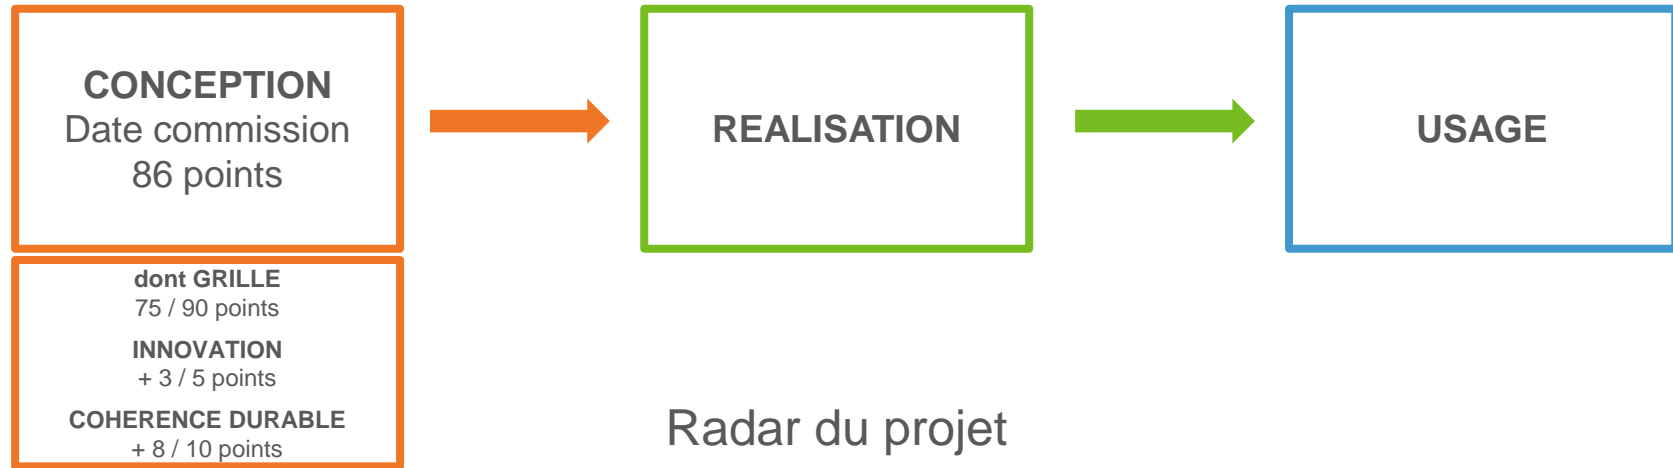 CONCEPTION
Date commission
86 points
REALISATION
USAGE
dont GRILLE
75 / 90 points
INNOVATION
+ 3 / 5 points
COHERENCE DURABLE
+ 8 / 10 points
Radar du projet